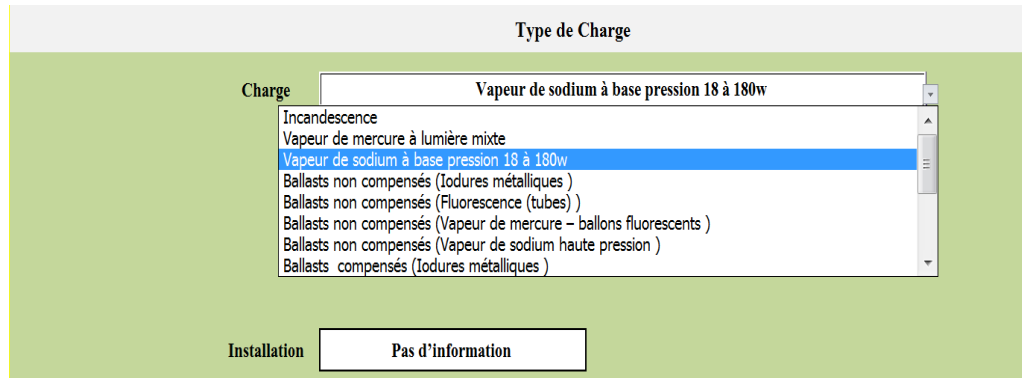 Type de Charge
Charge
Vapeur de sodium à base pression 18 à 180w
Incandescence
Vapeur de mercure à lumière mixte
Vapeur de sodium à base pression 18 à 180w
Ballasts non compensés (Iodures métalliques )
Ballasts non compensés (Fluorescence (tubes) )
Ballasts non compensés (Vapeur de mercure – ballons fluorescents )
Ballasts non compensés (Vapeur de sodium haute pression )
Ballasts  compensés (Iodures métalliques )
Installation
Pas d’information